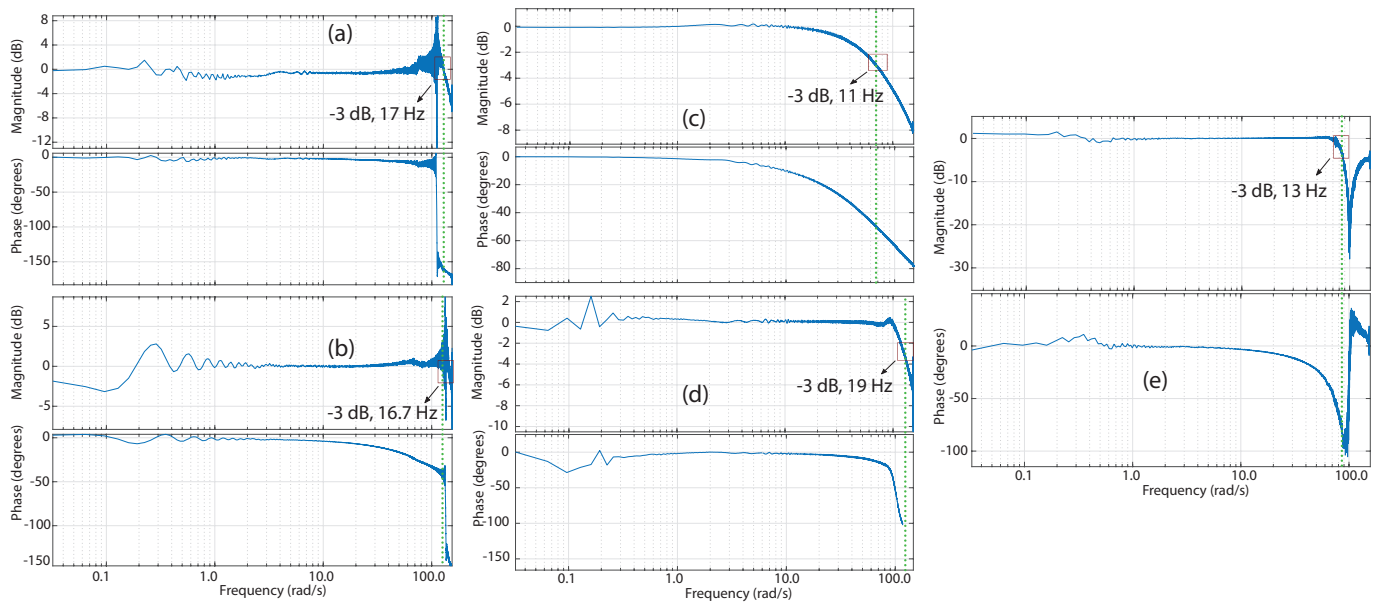 (a)
Magnitude (dB)
8
4
0
-4
-8
-12
-3 dB, 17 Hz
Phase (degrees)
0
-50
-100
-150
(b)
Magnitude (dB)
5
0
-5
-3 dB, 16.7 Hz
Phase (degrees)
0
-50
-100
-150
0.1
1.0
10.0
100.0
Frequency (rad/s)
(c)
Magnitude (dB)
0
-2
-4
-6
-8
-3 dB, 11 Hz
Phase (degrees)
0
-20
-40
-60
-80
(d)
Magnitude (dB)
2
0
-2
-4
-6
-8
-10
-3 dB, 19 Hz
Phase (degrees)
0
-50
-100
-150
0.1
1.0
10.0
100.0
Frequency (rad/s)
Magnitude (dB)
0
-10
-20
-30
-3 dB, 13 Hz
(e)
Phase (degrees)
0
-50
-100
0.1
1.0
10.0
100.0
Frequency (rad/s)